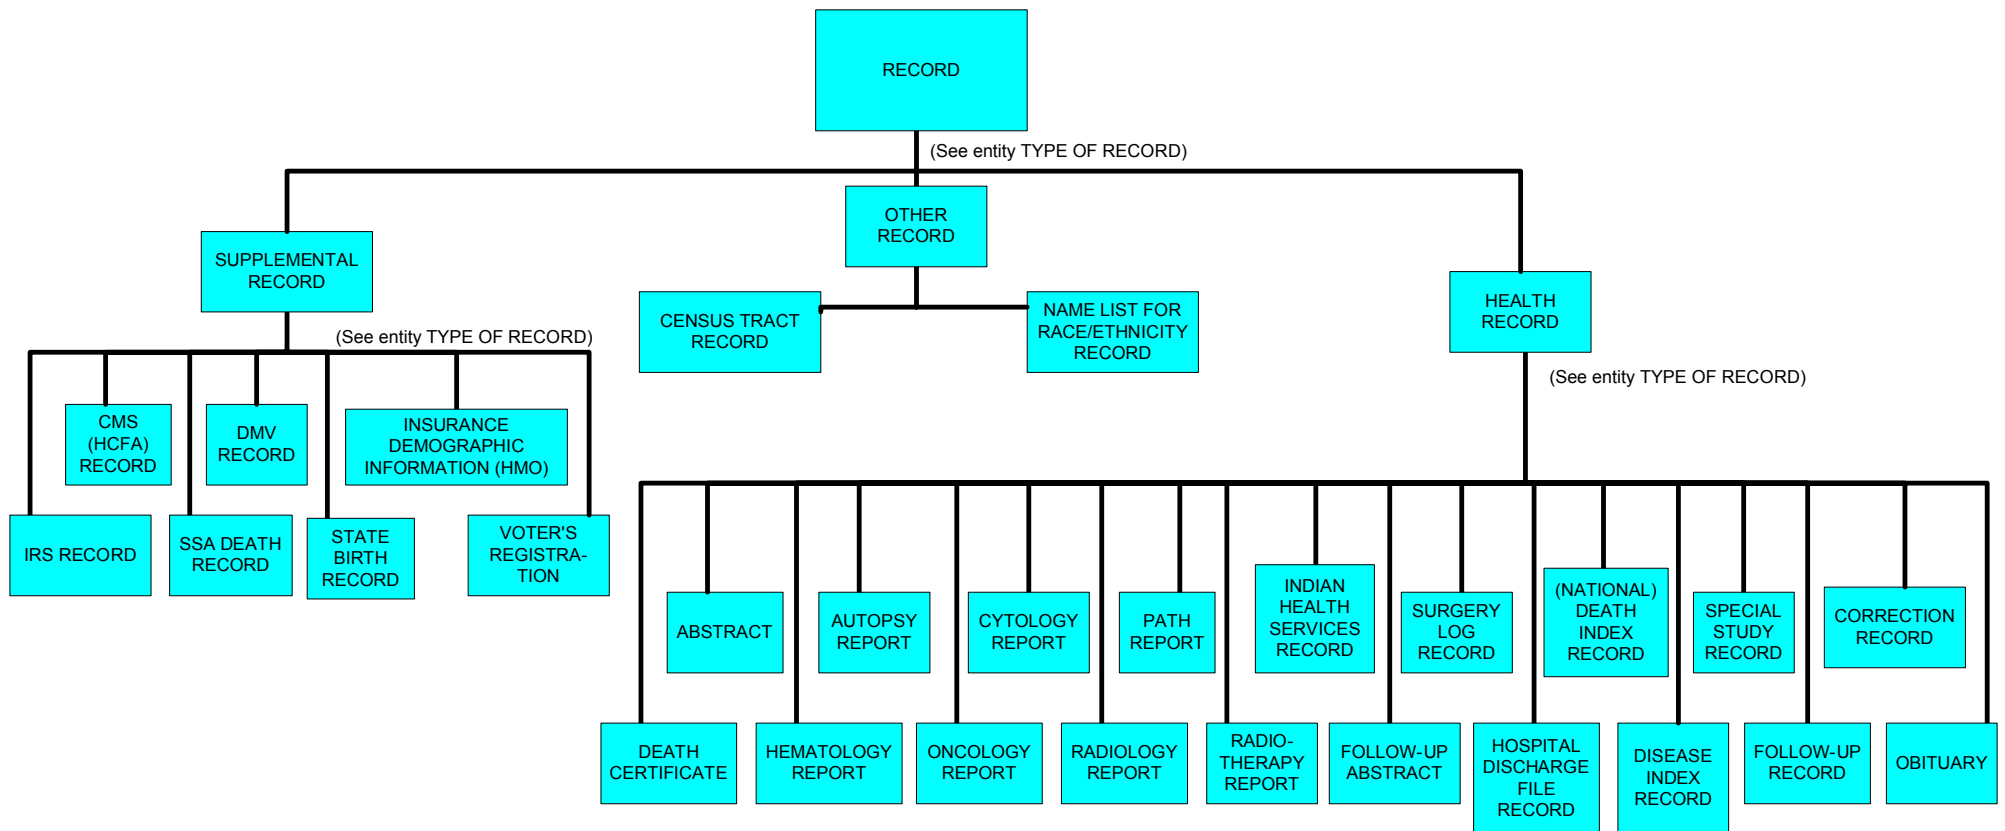 RECORD
(See entity TYPE OF RECORD)
OTHER
RECORD
SUPPLEMENTAL
RECORD
HEALTH
RECORD
CENSUS TRACT
RECORD
NAME LIST FOR
RACE/ETHNICITY
RECORD
(See entity TYPE OF RECORD)
(See entity TYPE OF RECORD)
CMS
(HCFA)
RECORD
DMV
RECORD
INSURANCE
DEMOGRAPHIC
INFORMATION (HMO)
IRS RECORD
SSA DEATH
RECORD
STATE
BIRTH
RECORD
VOTER'S
REGISTRA-
TION
ABSTRACT
AUTOPSY
REPORT
CYTOLOGY
REPORT
PATH
REPORT
INDIAN
HEALTH
SERVICES
RECORD
SURGERY
LOG
RECORD
(NATIONAL)
DEATH
INDEX
RECORD
SPECIAL
STUDY
RECORD
CORRECTION
RECORD
DEATH
CERTIFICATE
HEMATOLOGY
REPORT
ONCOLOGY
REPORT
RADIOLOGY
REPORT
RADIO-
THERAPY
REPORT
FOLLOW-UP
ABSTRACT
HOSPITAL
DISCHARGE
FILE
RECORD
DISEASE
INDEX
RECORD
FOLLOW-UP
RECORD
OBITUARY